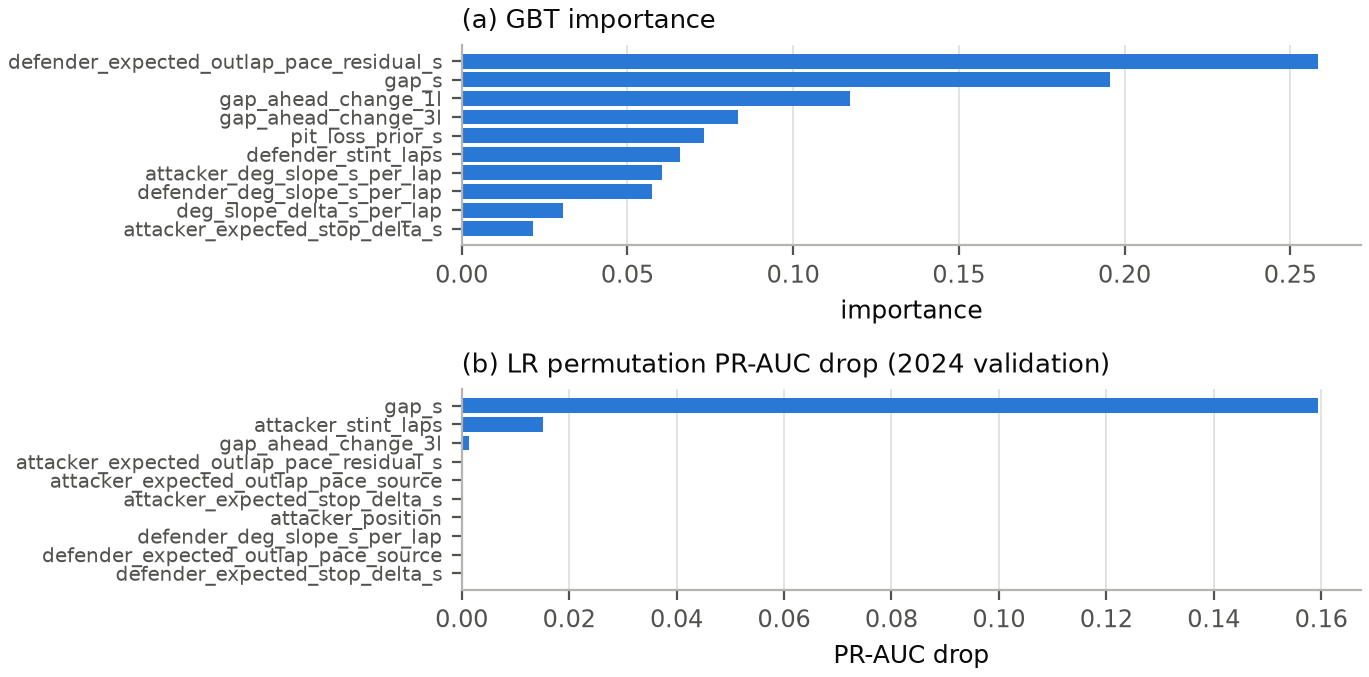 (a) GBT importance
defender_expected_outlap_pace_residual_s
gap_s
gap_ahead_change_1l
gap_ahead_change_3l
pit_loss_prior_s
defender_stint_laps
attacker_deg_slope_s_per_lap
defender_deg_slope_s_per_lap
deg_slope_delta_s_per_lap
attacker_expected_stop_delta_s
0.00 0.05 0.10 0.15 0.20 0.25
importance
(b) LR permutation PR-AUC drop (2024 validation)
gap_s
attacker_stint_laps
gap_ahead_change_3l
attacker_expected_outlap_pace_residual_s
attacker_expected_outlap_pace_source
attacker_expected_stop_delta_s
attacker_position
defender_deg_slope_s_per_lap
defender_expected_outlap_pace_source
defender_expected_stop_delta_s
0.00 0.02 0.04 0.06 0.08 0.10 0.12 0.14 0.16
PR-AUC drop